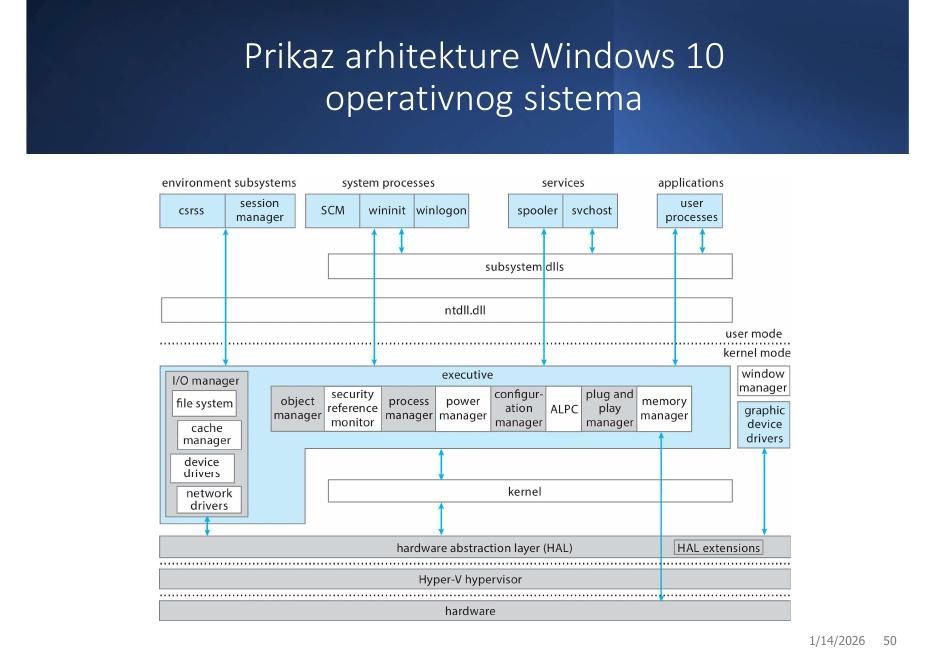 Prikaz arhitekture Windows 10
operativnog sistema
environment subsystems
system processes
services
applications
csrss
session
manager
SCM
wininit
winlogon
spooler
svchost
user
processes
subsystem dlls
ntdll.dll
user mode
kernel mode
executive
I/O manager
file system
cache
manager
device
drivers
network
drivers
object
manager
security
reference
monitor
process
manager
power
manager
configur-
ation
manager
ALPC
plug and
play
manager
memory
manager
window
manager
graphic
device
drivers
kernel
hardware abstraction layer (HAL)
HAL extensions
Hyper-V hypervisor
hardware
1/14/2026 50